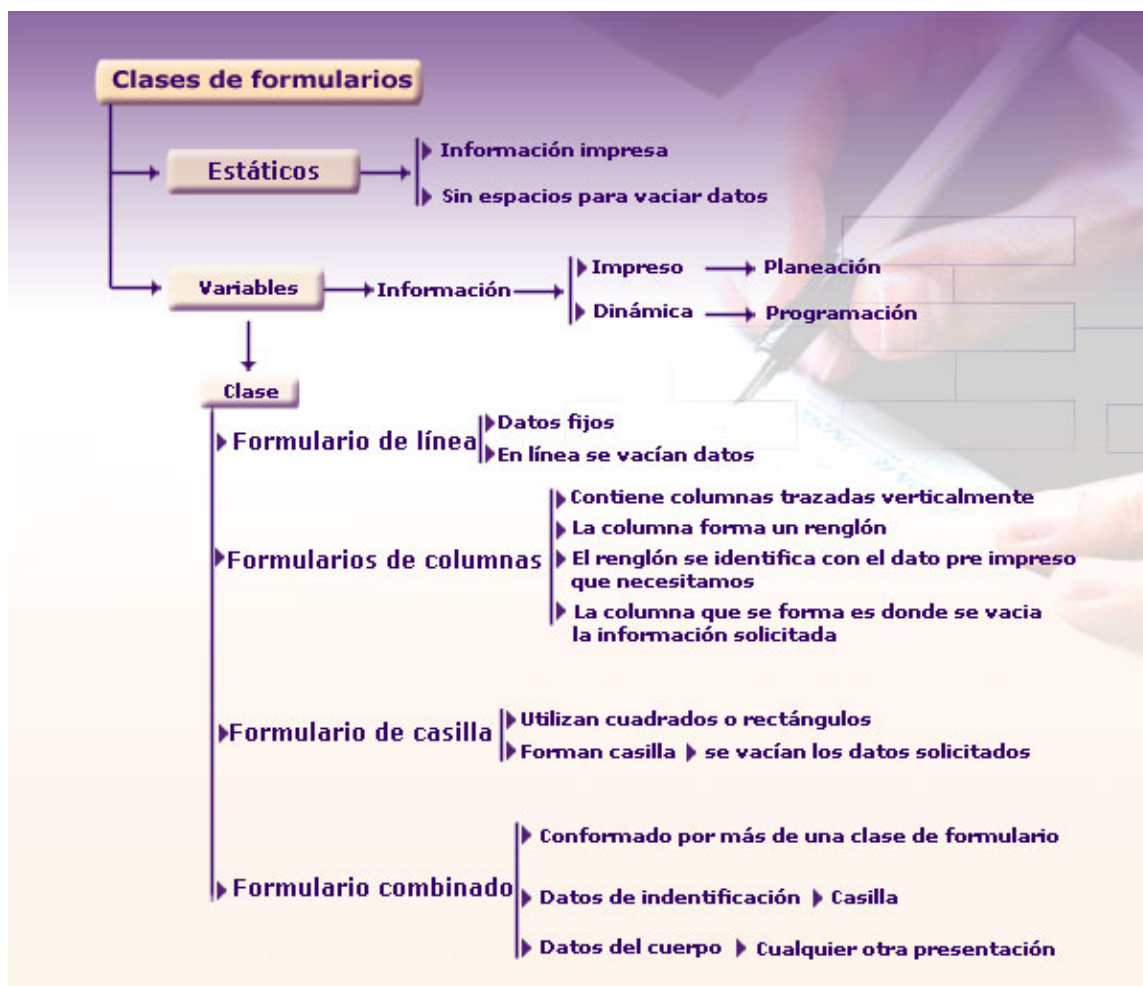 Clases de formularios
Estáticos
Información impresa
Sin espacios para vaciar datos
Variables
Información
Impreso
Planeación
Dinámica
Programación
Clase
Formulario de línea
Datos fijos
En línea se vacían datos
Formularios de columnas
Contiene columnas trazadas verticalmente
La columna forma un renglón
El renglón se identifica con el dato pre impreso
que necesitamos
La columna que se forma es donde se vacia
la información solicitada
Formulario de casilla
Utilizan cuadrados o rectángulos
Forman casilla
se vacían los datos solicitados
Formulario combinado
Conformado por más de una clase de formulario
Datos de indentificación
Casilla
Datos del cuerpo
Cualquier otra presentación